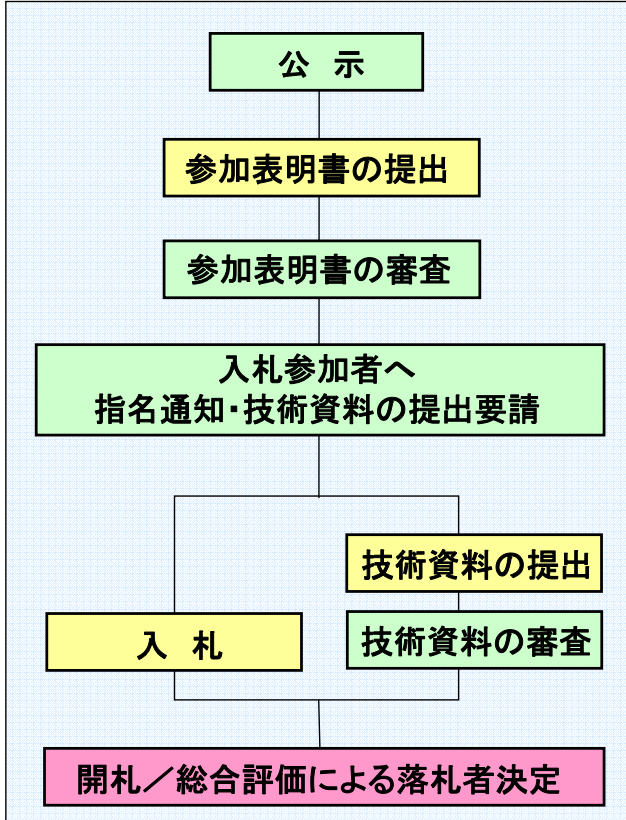 公 示
参加表明書の提出
参加表明書の審査
入札参加者へ
指名通知・技術資料の提出要請
技術資料の提出
入 札
技術資料の審査
開札／総合評価による落札者決定